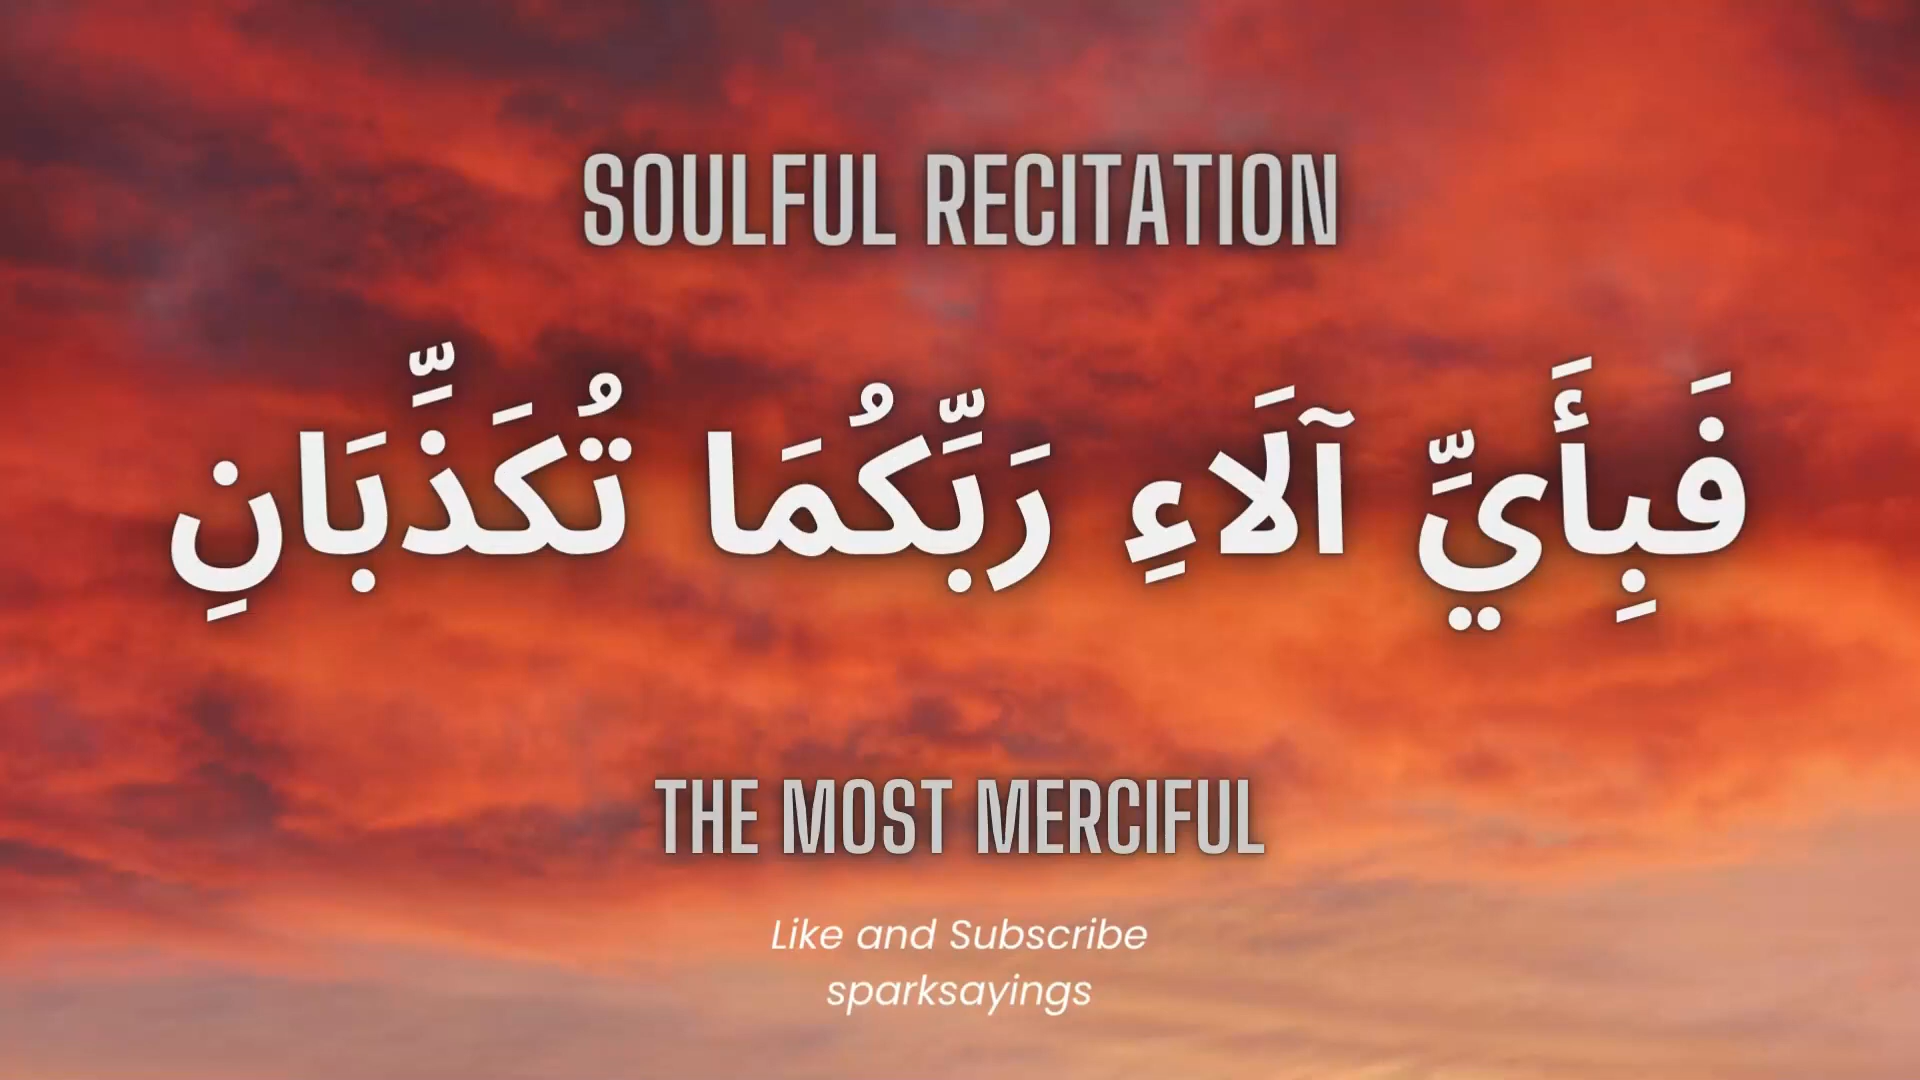 SOULFUL RECITATION
فَبِأَيِّ آلَاءِ رَبِّكُمَا تُكَذِّبَانِ
THE MOST MERCIFUL
Like and Subscribe
sparksayings